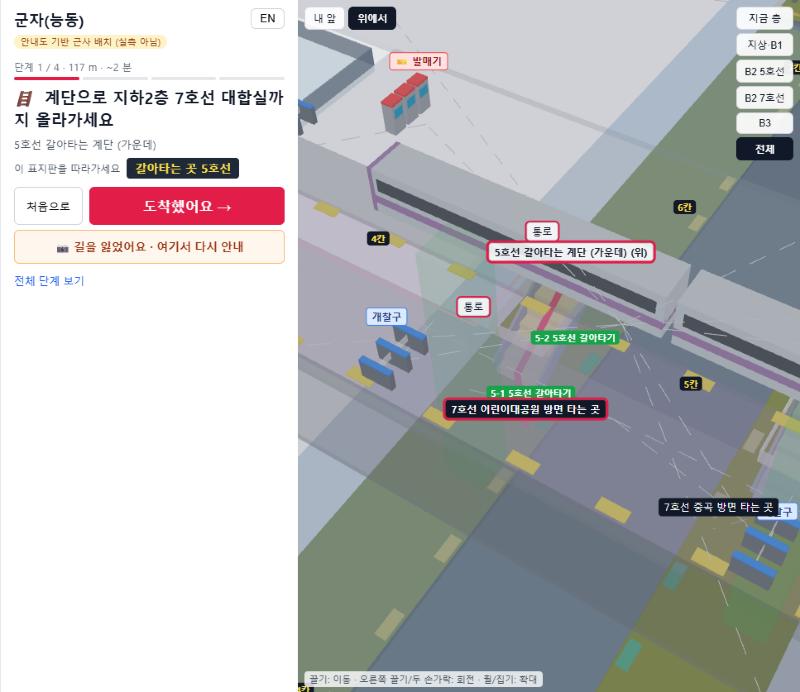 군자(능동)
EN
안내도 기반 근사 배치 (실측 아님)
단계 1 / 4 · 117 m · ~2 분
계단으로 지하2층 7호선 대합실까
지 올라가세요
5호선 갈아타는 계단 (가운데)
이 표지판을 따라가세요 갈아타는 곳 5호선
처음으로
도착했어요 →
길을 잃었어요 · 여기서 다시 안내
전체 단계 보기
내 앞
위에서
지금 층
지상·B1
B2 5호선
B2 7호선
B3
전체
발매기
6칸
통로
4칸
5호선 갈아타는 계단 (가운데) (위)
통로
개찰구
5-2 5호선 갈아타기
5칸
5-1 5호선 갈아타기
7호선 어린이대공원 방면 타는 곳
7호선 중곡 방면 타는 곳
끌기: 이동 · 오른쪽 끌기/두 손가락: 회전 · 휠/집기: 확대